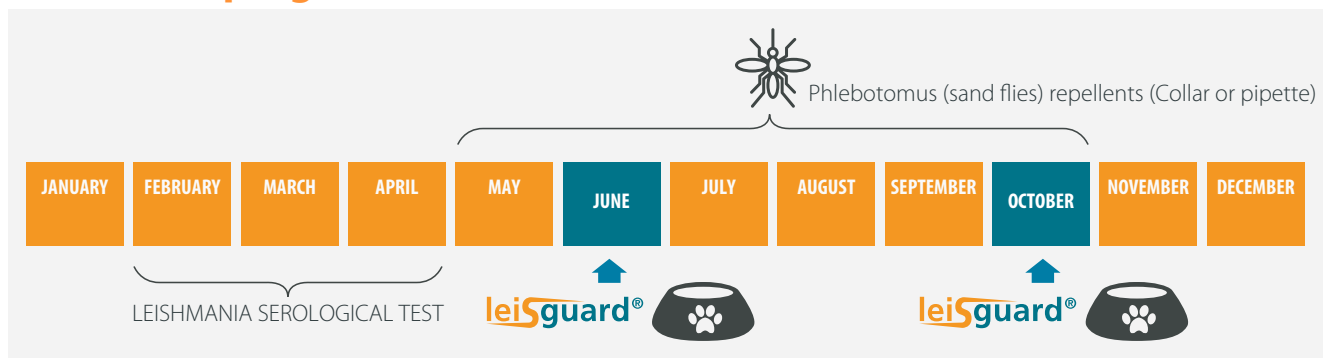 Phlebotomus (sand flies) repellents (Collar or pipette)
JANUARY
FEBRUARY
MARCH
APRIL
MAY
JUNE
JULY
AUGUST
SEPTEMBER
OCTOBER
NOVEMBER
DECEMBER
LEISHMANIA SEROLOGICAL TEST
leiSguard®
leiSguard®